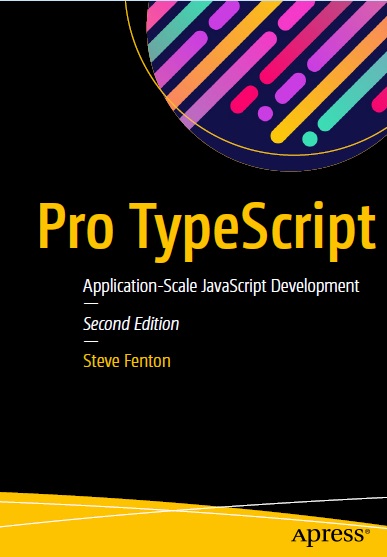 Pro TypeScript
Application-Scale JavaScript Development
Second Edition
Steve Fenton
Apress®